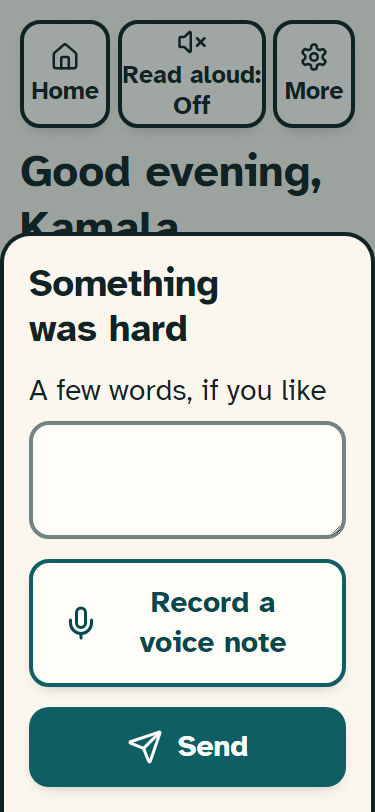 Home
Read aloud:
Off
More
Good evening,
Kamala
Something
was hard
A few words, if you like
Record a
voice note
Send